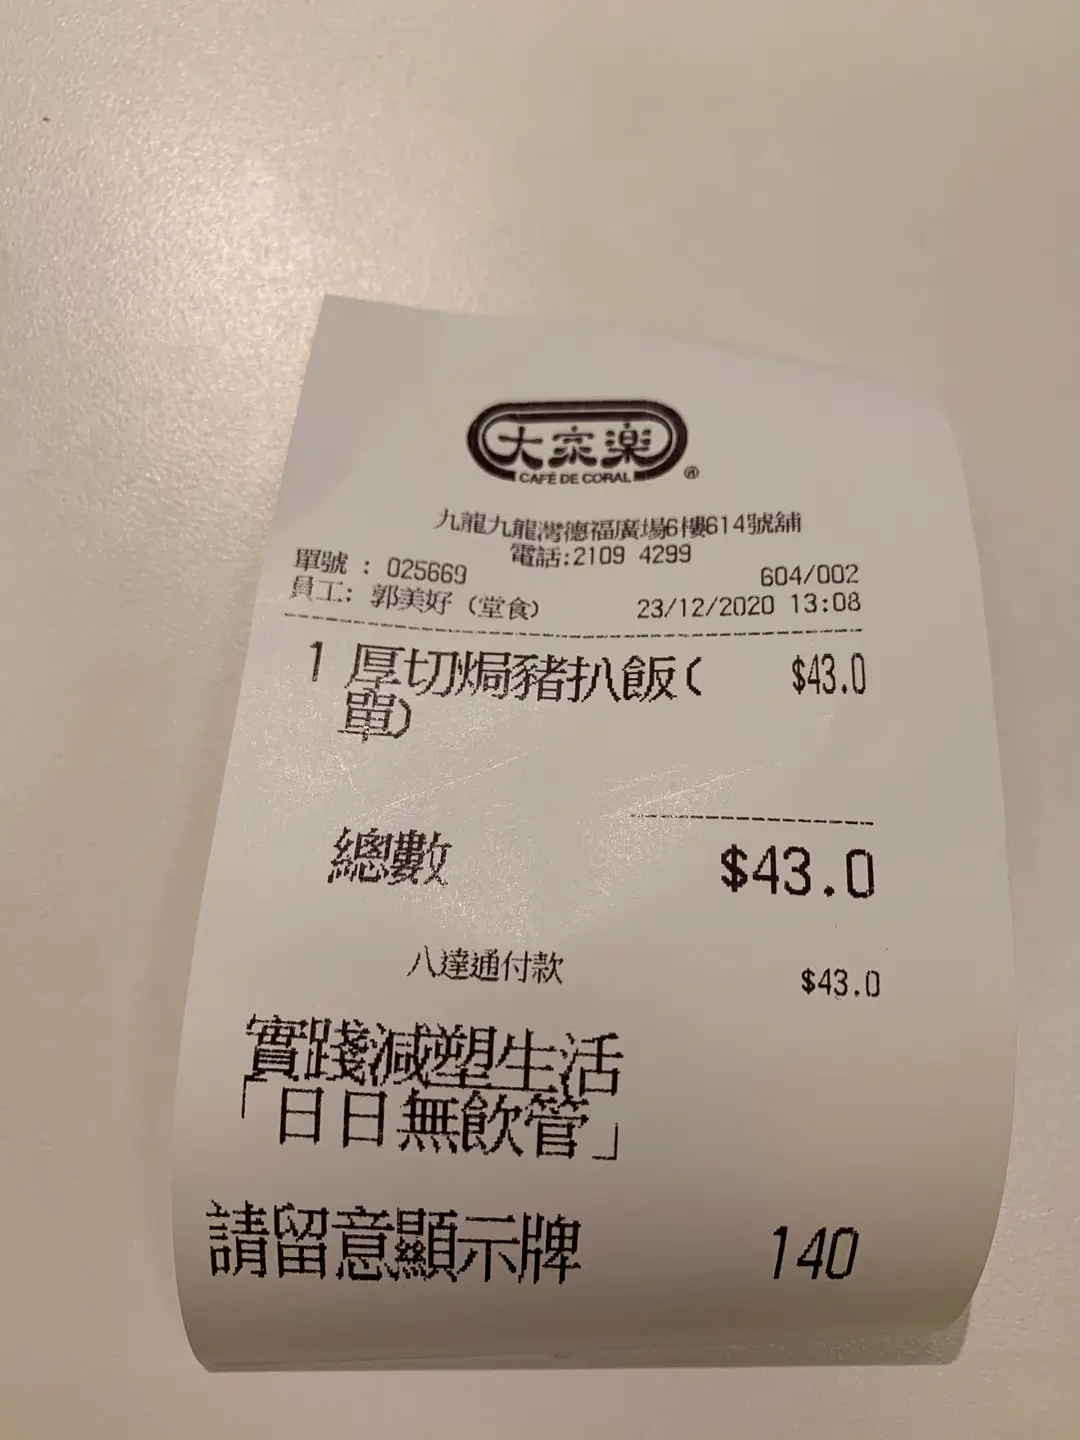 大家樂
CAFÉ DE CORAL ®
九龍九龍灣德福廣場6樓614號舖
電話:2109 4299
單號 : 025669 604/002
員工: 郭美好 (堂食) 23/12/2020 13:08
1 厚切焗豬扒飯( $43.0
單)
總數 $43.0
八達通付款 $43.0
實踐減塑生活
「日日無飲管」
請留意顯示牌 140